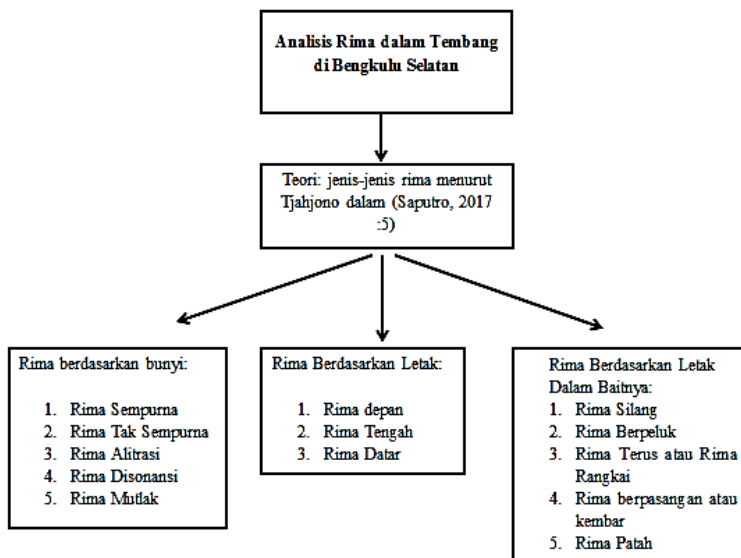 Analisis Rima dalam Tembang
di Bengkulu Selatan
Teori: jenis-jenis rima menurut
Tjahjono dalam (Saputro, 2017
:5)
Rima berdasarkan bunyi:
1. Rima Sempurna
2. Rima Tak Sempurna
3. Rima Alitrasi
4. Rima Disonansi
5. Rima Mutlak
Rima Berdasarkan Letak:
1. Rima depan
2. Rima Tengah
3. Rima Datar
Rima Berdasarkan Letak
Dalam Baitnya:
1. Rima Silang
2. Rima Berpeluk
3. Rima Terus atau Rima
Rangkai
4. Rima berpasangan atau
kembar
5. Rima Patah